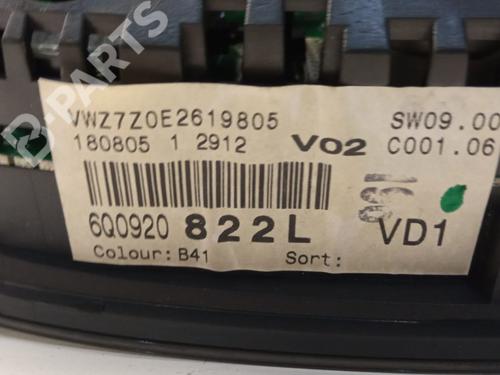 B-PARTS
VWZ7Z0E2619805 SW09.00
180805 1 2912 V02 C001.06
6Q0920 822L VD1
Colour:B41 Sort: